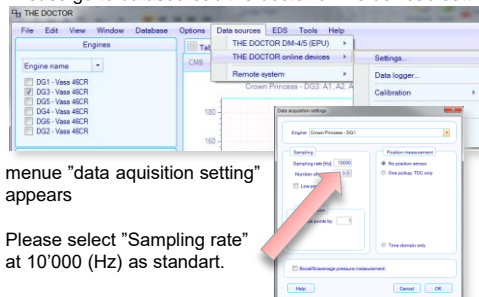 THE DOCTOR
File Edit View Window Database Options Data sources EDS Tools Help
Engines
Engine name
DG1 - Vasa 46CR
DG3 - Vasa 46CR
DG5 - Vasa 46CR
DG4 - Vasa 46CR
DG6 - Vasa 46CR
DG2 - Vasa 46CR
Tab
CMB
THE DOCTOR DM-4/5 (EPU)
THE DOCTOR online devices
Remote system
Settings...
Data logger...
Calibration
Crown Princess - DG3 A1, A2, A
180
160
Data acquisition settings
Engine: Crown Princess - DG1
Sampling
Sampling rate [Hz]: 10000
Position measurement
No position sensor
One pickup; TDC only
Time domain only
Help
Cancel
OK
menue "data aquisition setting"
appears
Please select "Sampling rate"
at 10'000 (Hz) as standart.